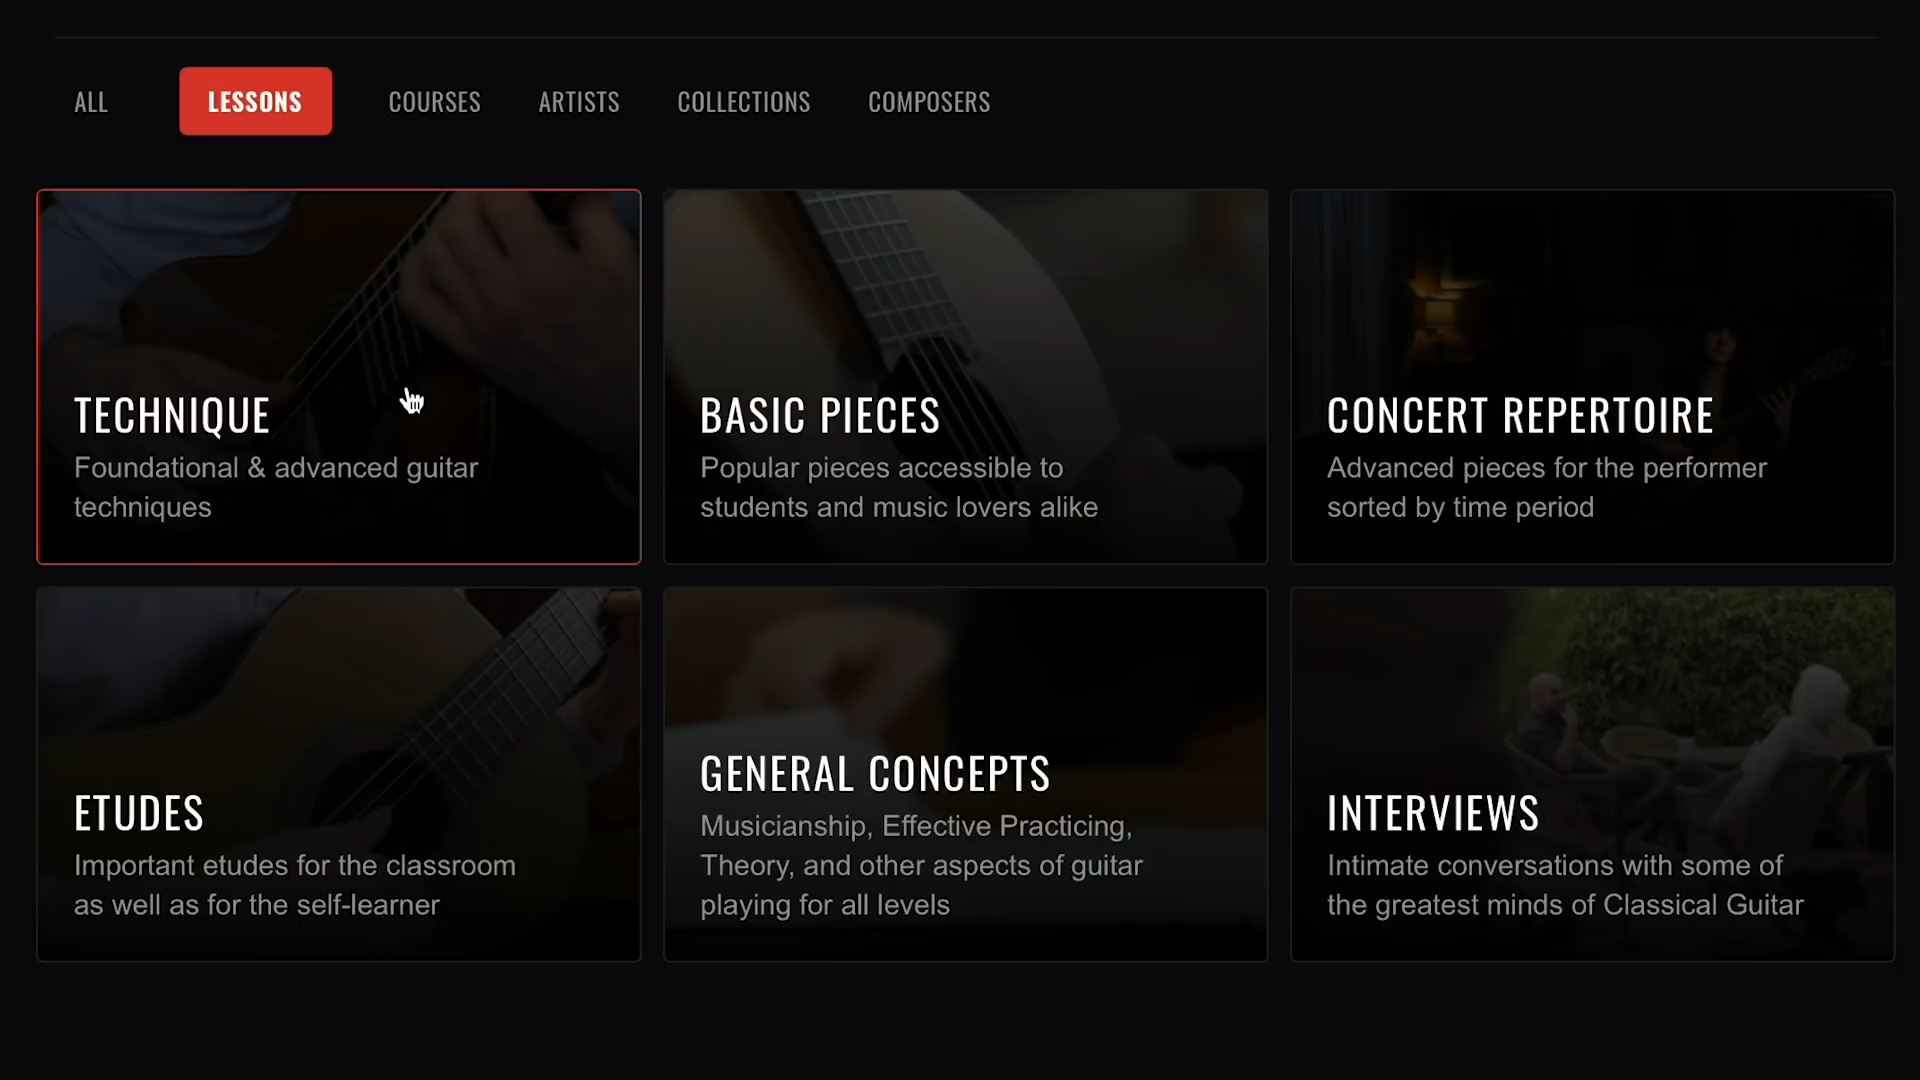 ALL
LESSONS
COURSES
ARTISTS
COLLECTIONS
COMPOSERS
TECHNIQUE
Foundational & advanced guitar
techniques
BASIC PIECES
Popular pieces accessible to
students and music lovers alike
CONCERT REPERTOIRE
Advanced pieces for the performer
sorted by time period
ETUDES
Important etudes for the classroom
as well as for the self-learner
GENERAL CONCEPTS
Musicianship, Effective Practicing,
Theory, and other aspects of guitar
playing for all levels
INTERVIEWS
Intimate conversations with some of
the greatest minds of Classical Guitar